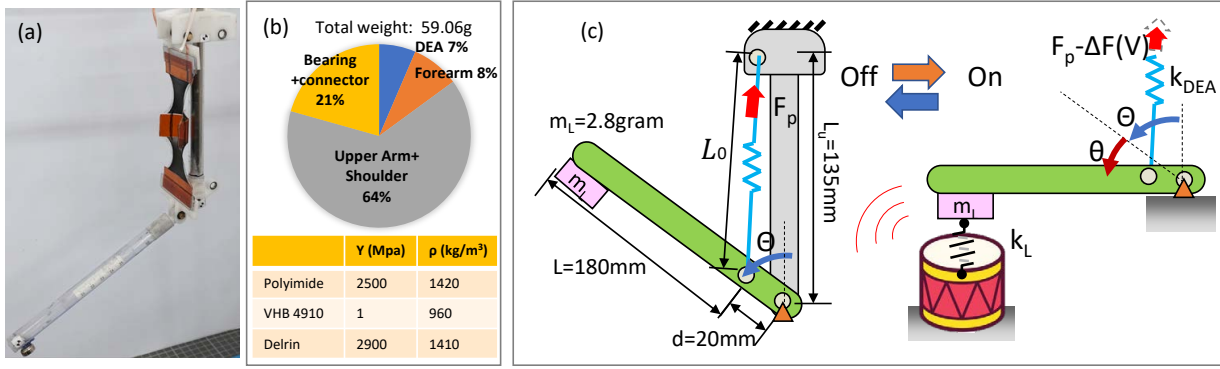 (a)
(b)
Total weight: 59.06g
DEA 7%
Forearm 8%
Bearing
+connector
21%
Upper Arm+
Shoulder
64%
Y (Mpa) ρ (kg/m³)
Polyimide 2500 1420
VHB 4910 1 960
Delrin 2900 1410
(c)
m_L=2.8gram
L₀
F_p
L_u=135mm
m_L
L=180mm
Θ
d=20mm
Off
On
F_p-ΔF(V)
k_DEA
Θ
θ
m_L
k_L